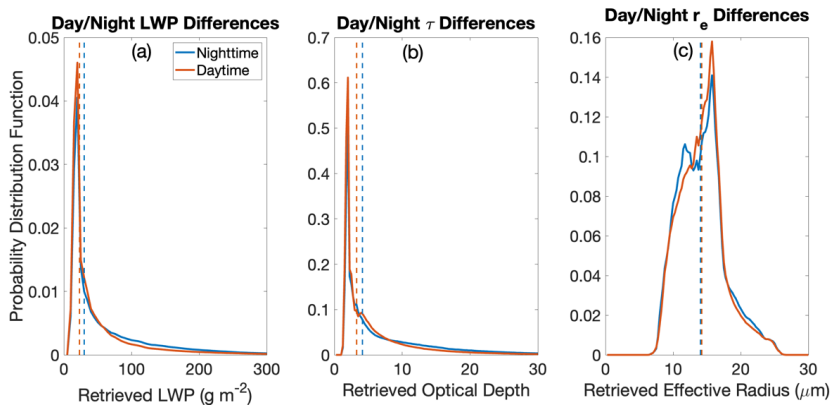 Day/Night LWP Differences
(a)
Nighttime
Daytime
Probability Distribution Function
0.05
0.04
0.03
0.02
0.01
0
0
100
200
300
Retrieved LWP (g m⁻²)
Day/Night τ Differences
(b)
0.7
0.6
0.5
0.4
0.3
0.2
0.1
0
0
10
20
30
Retrieved Optical Depth
Day/Night rₑ Differences
(c)
0.16
0.14
0.12
0.1
0.08
0.06
0.04
0.02
0
0
10
20
30
Retrieved Effective Radius (μm)